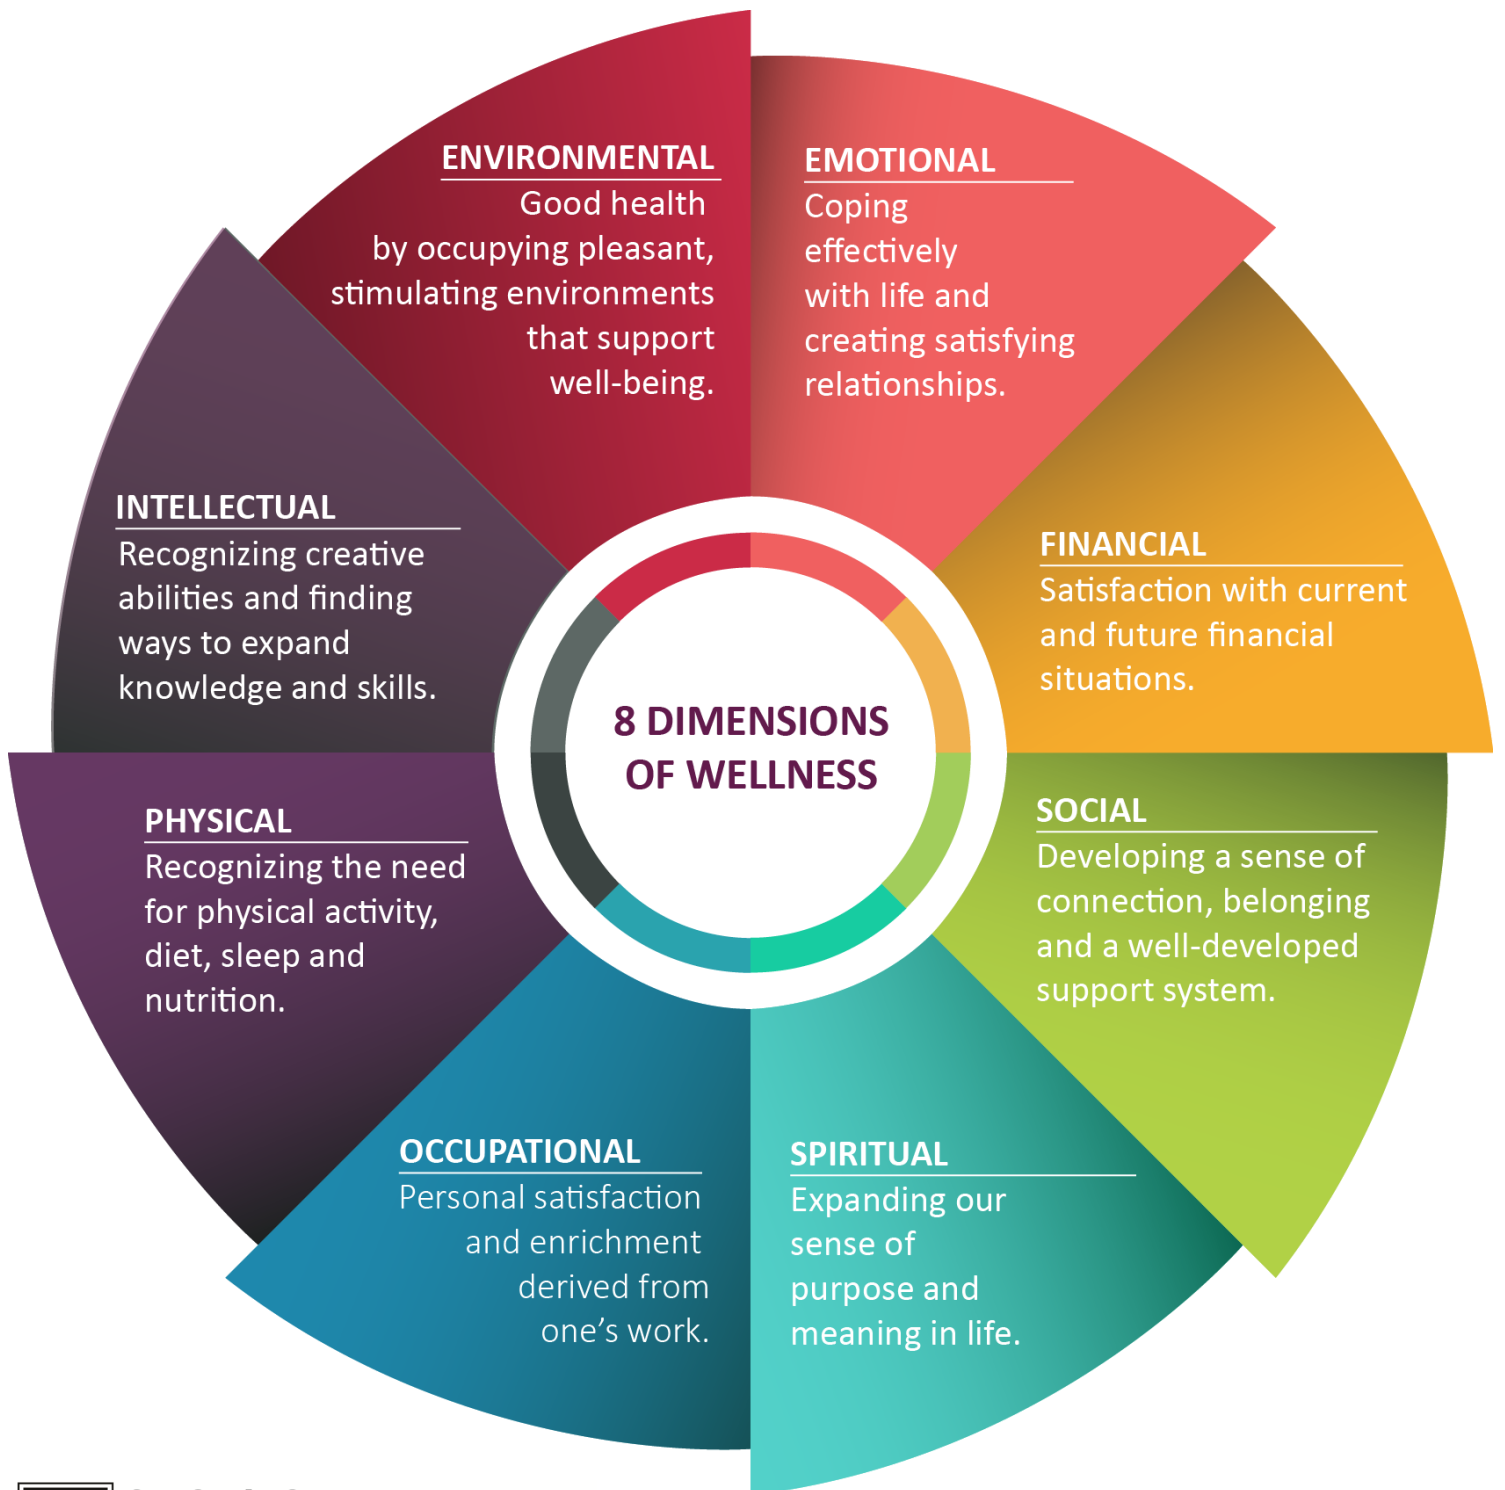 ENVIRONMENTAL
Good health
by occupying pleasant,
stimulating environments
that support
well-being.
EMOTIONAL
Coping
effectively
with life and
creating satisfying
relationships.
FINANCIAL
Satisfaction with current
and future financial
situations.
SOCIAL
Developing a sense of
connection, belonging
and a well-developed
support system.
SPIRITUAL
Expanding our
sense of
purpose and
meaning in life.
OCCUPATIONAL
Personal satisfaction
and enrichment
derived from
one’s work.
PHYSICAL
Recognizing the need
for physical activity,
diet, sleep and
nutrition.
INTELLECTUAL
Recognizing creative
abilities and finding
ways to expand
knowledge and skills.
8 DIMENSIONS
OF WELLNESS